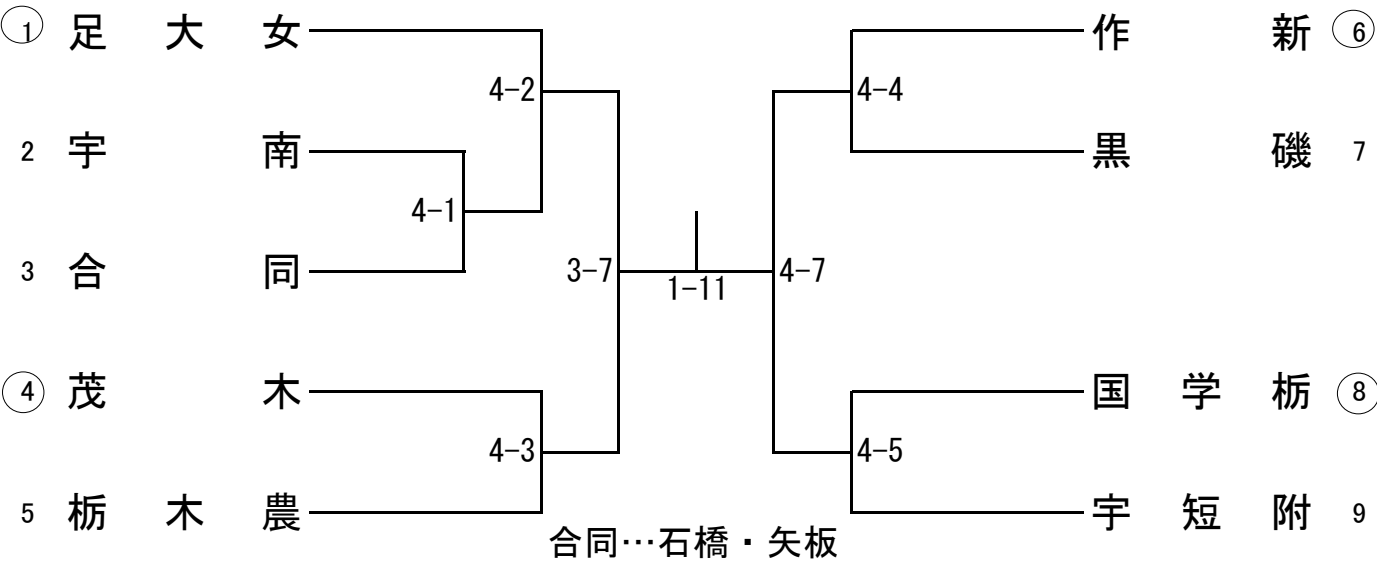 ① 足大女
作新 ⑥
4-2
4-4
2 宇南
黒磯 7
4-1
3 合同
3-7
1-11
4-7
④ 茂木
国学栃 ⑧
4-3
4-5
5 栃木農
宇短附 9
合同…石橋・矢板